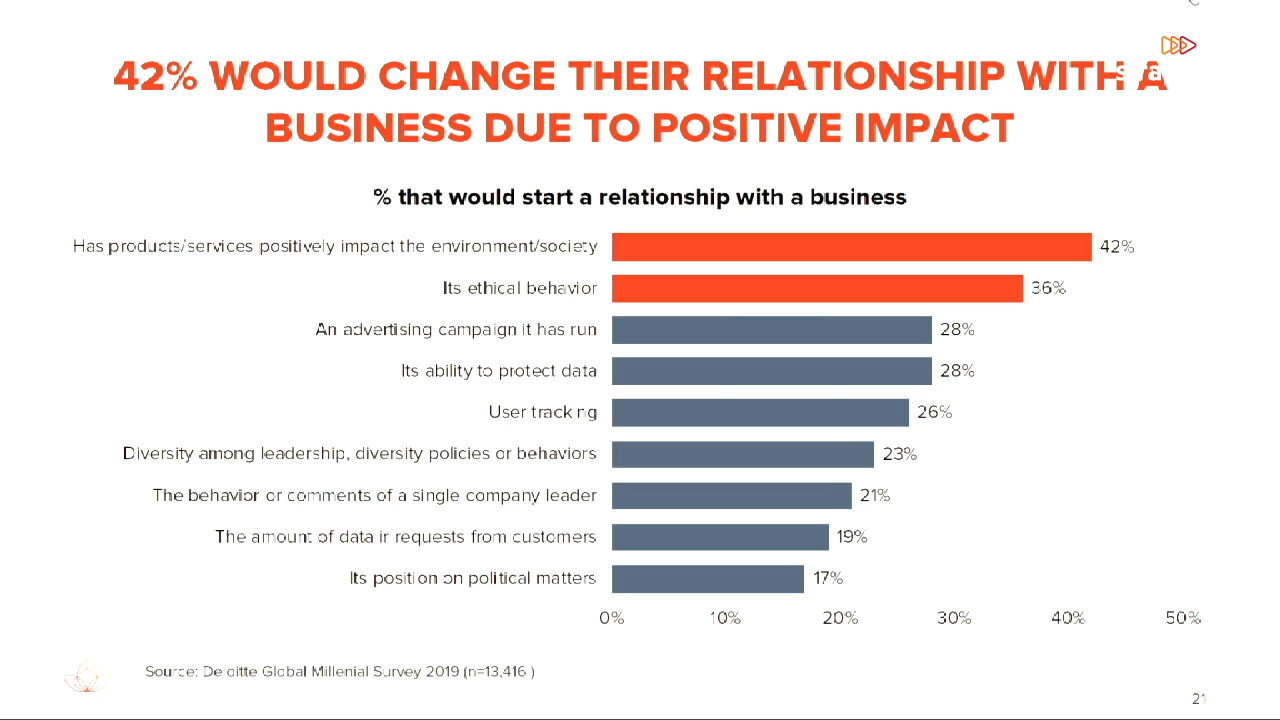 42% WOULD CHANGE THEIR RELATIONSHIP WITH A
BUSINESS DUE TO POSITIVE IMPACT
% that would start a relationship with a business
Has products/services positively impact the environment/society 42%
Its ethical behavior 36%
An advertising campaign it has run 28%
Its ability to protect data 28%
User tracking 26%
Diversity among leadership, diversity policies or behaviors 23%
The behavior or comments of a single company leader 21%
The amount of data ir requests from customers 19%
Its position on political matters 17%
0% 10% 20% 30% 40% 50%
Source: Deloitte Global Millenial Survey 2019 (n=13,416 )
21